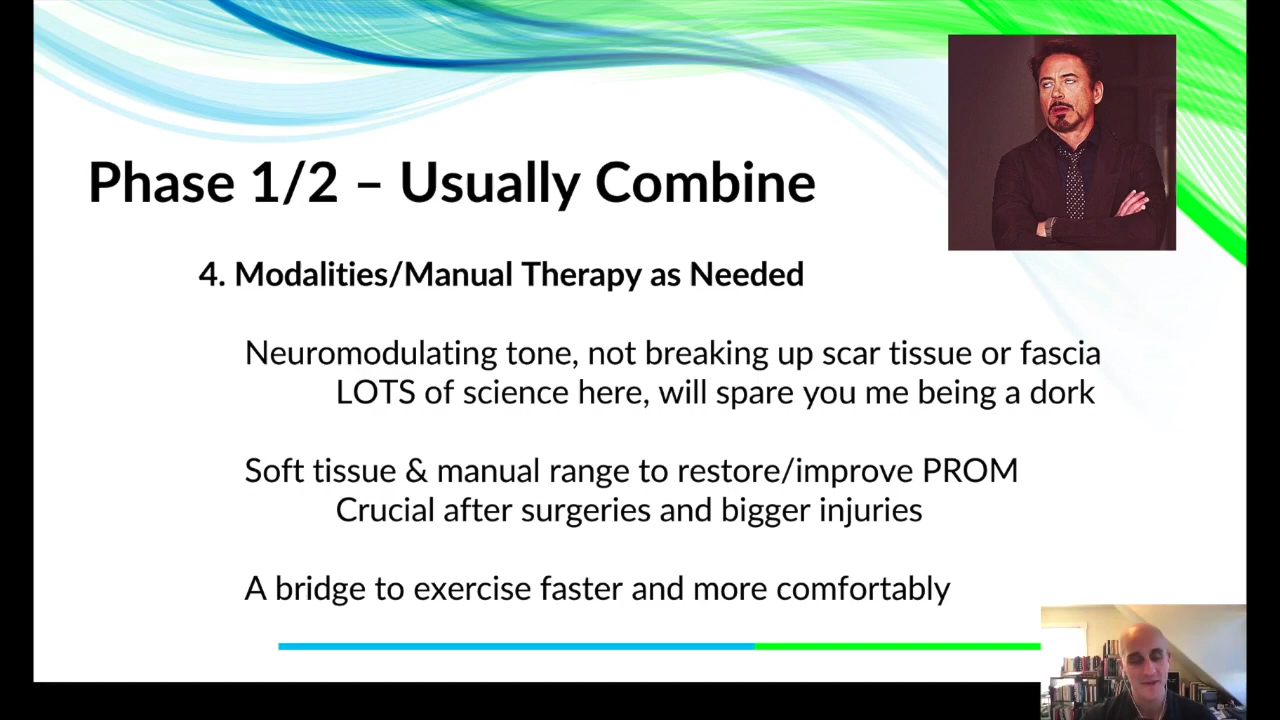 Phase 1/2 – Usually Combine
4. Modalities/Manual Therapy as Needed
Neuromodulating tone, not breaking up scar tissue or fascia
LOTS of science here, will spare you me being a dork
Soft tissue & manual range to restore/improve PROM
Crucial after surgeries and bigger injuries
A bridge to exercise faster and more comfortably